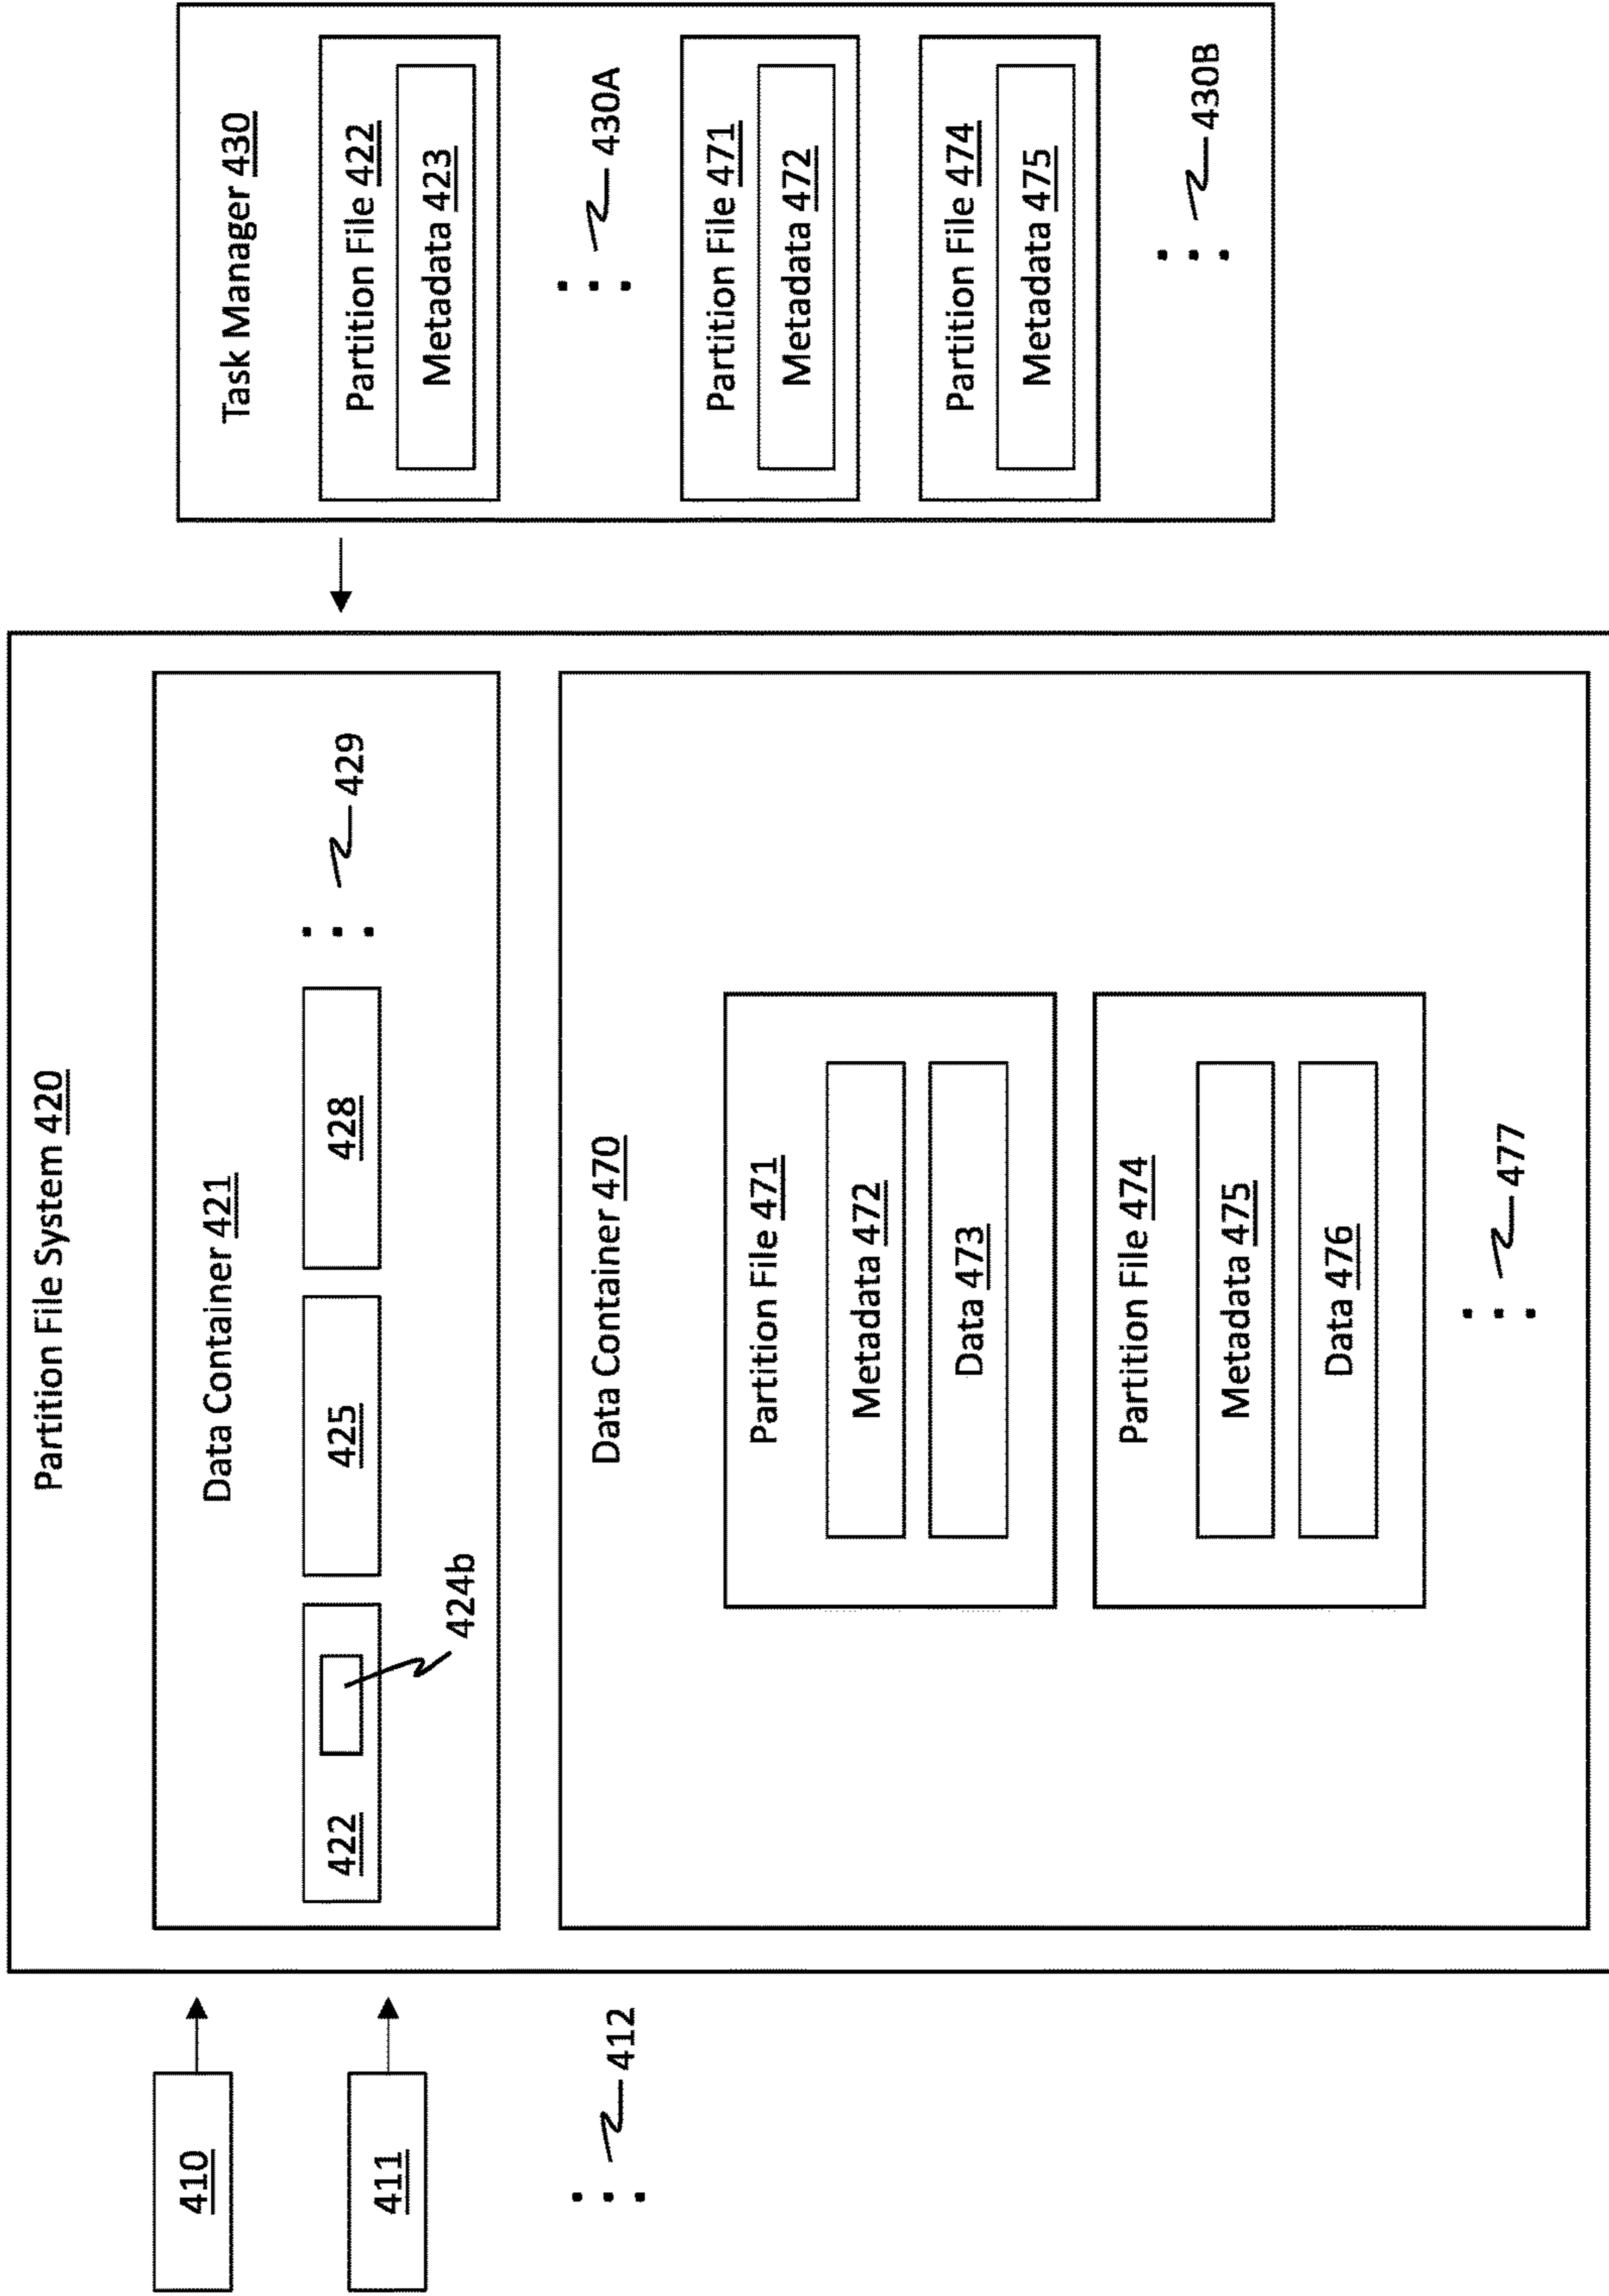 410
411
412
Partition File System 420
Data Container 421
422
424b
425
428
429
Data Container 470
Partition File 471
Metadata 472
Data 473
Partition File 474
Metadata 475
Data 476
477
Task Manager 430
Partition File 422
Metadata 423
430A
Partition File 471
Metadata 472
Partition File 474
Metadata 475
430B